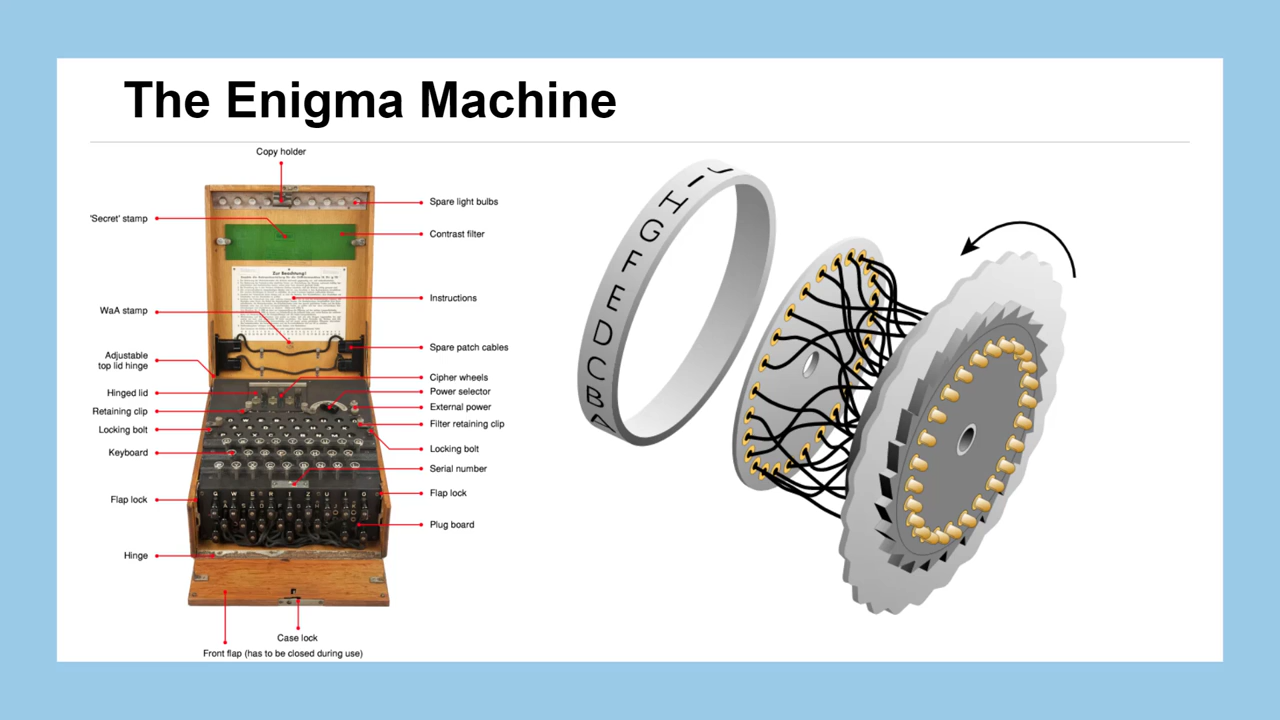 The Enigma Machine
Copy holder
'Secret' stamp
WaA stamp
Adjustable
top lid hinge
Hinged lid
Retaining clip
Locking bolt
Keyboard
Flap lock
Hinge
Spare light bulbs
Contrast filter
Instructions
Spare patch cables
Cipher wheels
Power selector
External power
Filter retaining clip
Locking bolt
Serial number
Flap lock
Plug board
Case lock
Front flap (has to be closed during use)
Zur Beachtung!
I
H
G
F
E
D
C
B
A